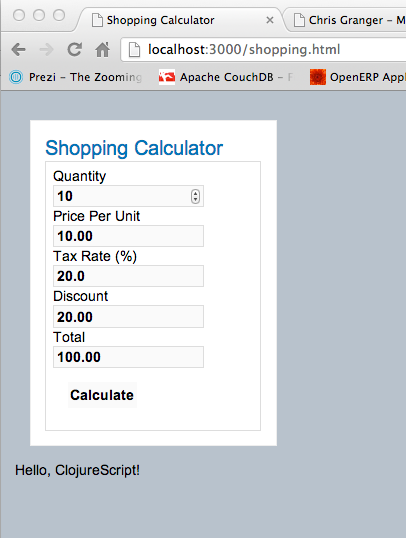 Shopping Calculator
Chris Granger - M
localhost:3000/shopping.html
Prezi – The Zooming
Apache CouchDB –
OpenERP Appl
Shopping Calculator
Quantity
10
Price Per Unit
10.00
Tax Rate (%)
20.0
Discount
20.00
Total
100.00
Calculate
Hello, ClojureScript!